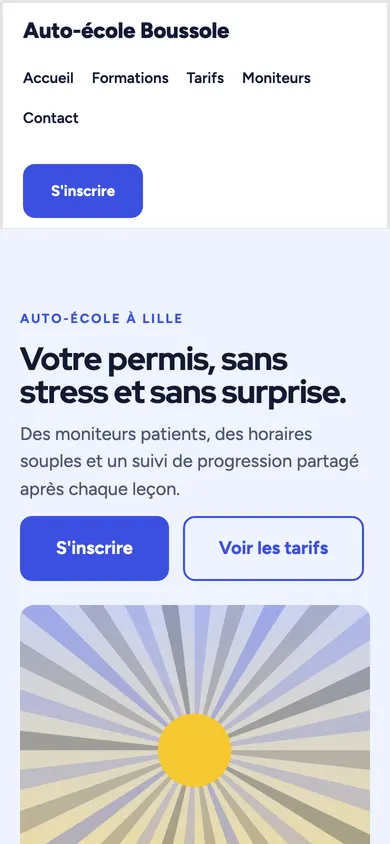 Auto-école Boussole
Accueil Formations Tarifs Moniteurs
Contact
S'inscrire
AUTO-ÉCOLE À LILLE
Votre permis, sans
stress et sans surprise.
Des moniteurs patients, des horaires
souples et un suivi de progression partagé
après chaque leçon.
S'inscrire Voir les tarifs